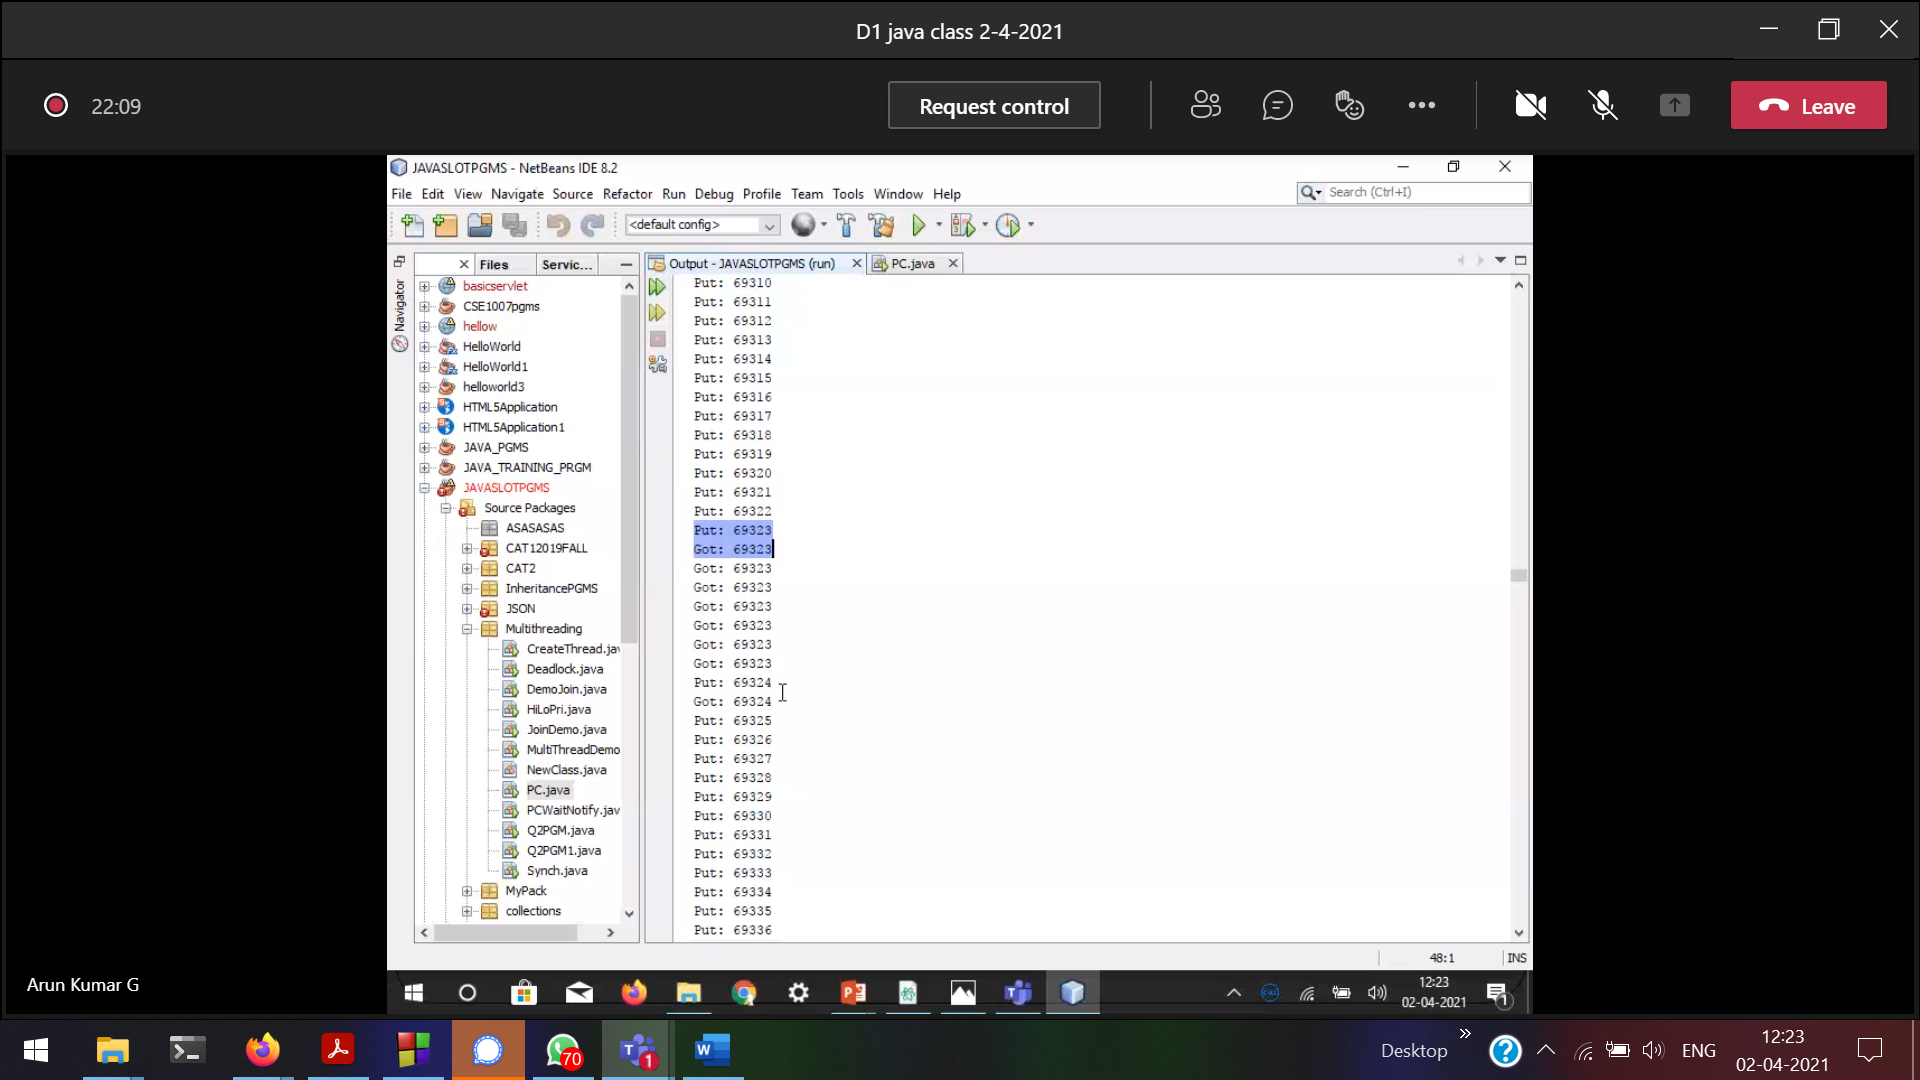 D1 java class 2-4-2021
22:09
Request control
Leave
JAVASLOTPGMS - NetBeans IDE 8.2
File Edit View Navigate Source Refactor Run Debug Profile Team Tools Window Help
Search (Ctrl+I)
<default config>
Files
Servic...
Output - JAVASLOTPGMS (run)
PC.java
Navigator
basicservlet
CSE1007pgms
hellow
HelloWorld
HelloWorld1
helloworld3
HTML5Application
HTML5Application1
JAVA_PGMS
JAVA_TRAINING_PRGM
JAVASLOTPGMS
Source Packages
ASASASAS
CAT12019FALL
CAT2
InheritancePGMS
JSON
Multithreading
CreateThread.jav
Deadlock.java
DemoJoin.java
HiLoPri.java
JoinDemo.java
MultiThreadDemo
NewClass.java
PC.java
PCWaitNotify.jav
Q2PGM.java
Q2PGM1.java
Synch.java
MyPack
collections
Put: 69310
Put: 69311
Put: 69312
Put: 69313
Put: 69314
Put: 69315
Put: 69316
Put: 69317
Put: 69318
Put: 69319
Put: 69320
Put: 69321
Put: 69322
Put: 69323
Got: 69323
Got: 69323
Got: 69323
Got: 69323
Got: 69323
Got: 69323
Got: 69323
Put: 69324
Got: 69324
Put: 69325
Put: 69326
Put: 69327
Put: 69328
Put: 69329
Put: 69330
Put: 69331
Put: 69332
Put: 69333
Put: 69334
Put: 69335
Put: 69336
48:1
INS
Arun Kumar G
12:23
02-04-2021
1
70
1
W
Desktop
ENG
12:23
02-04-2021